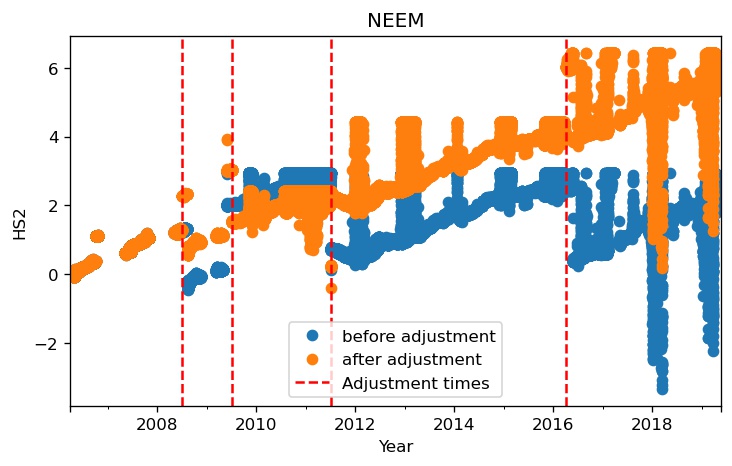 NEEM
HS2
6
4
2
0
−2
before adjustment
after adjustment
Adjustment times
2008 2010 2012 2014 2016 2018
Year